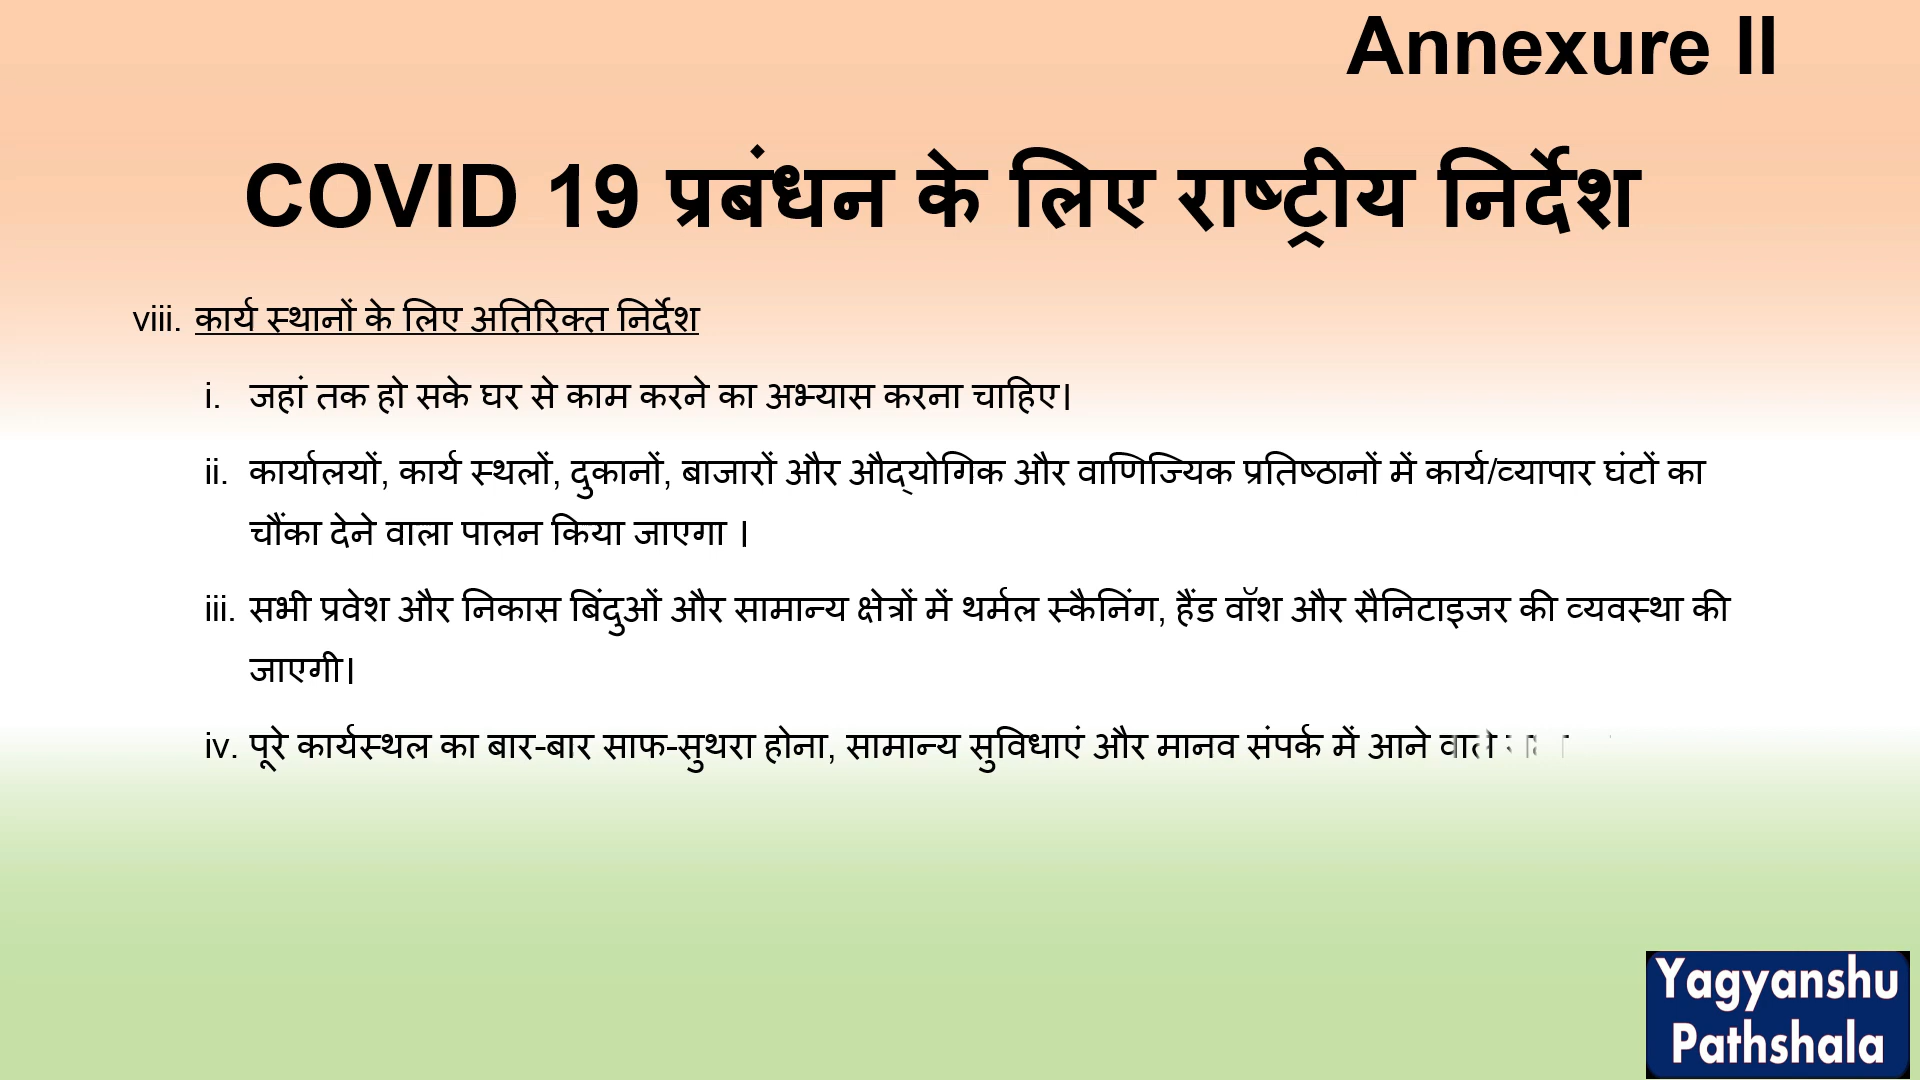 Annexure II
COVID 19 प्रबंधन के लिए राष्ट्रीय निर्देश
viii. कार्य स्थानों के लिए अतिरिक्त निर्देश
i. जहां तक हो सके घर से काम करने का अभ्यास करना चाहिए।
ii. कार्यालयों, कार्य स्थलों, दुकानों, बाजारों और औद्योगिक और वाणिज्यिक प्रतिष्ठानों में कार्य/व्यापार घंटों का
चौंका देने वाला पालन किया जाएगा ।
iii. सभी प्रवेश और निकास बिंदुओं और सामान्य क्षेत्रों में थर्मल स्कैनिंग, हैंड वॉश और सैनिटाइजर की व्यवस्था की
जाएगी।
iv. पूरे कार्यस्थल का बार-बार साफ-सुथरा होना, सामान्य सुविधाएं और मानव संपर्क में आने वाले
Yagyanshu
Pathshala